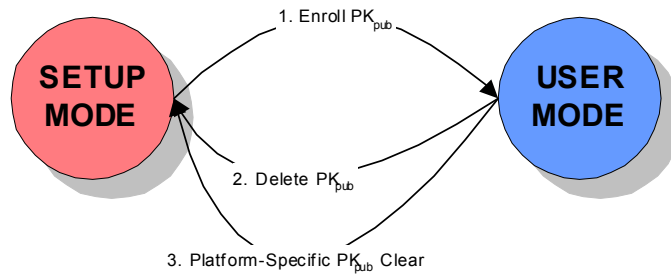 1. Enroll PKpub
SETUP
MODE
USER
MODE
2. Delete PKpub
3. Platform-Specific PKpub Clear